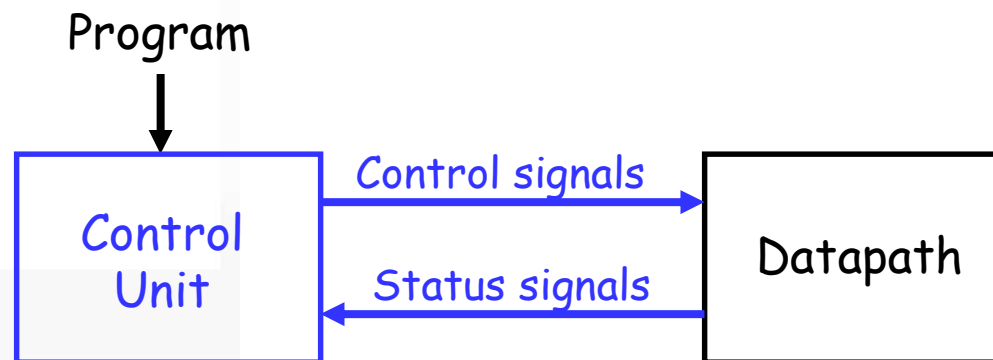 Program
Control signals
Control
Unit
Status signals
Datapath